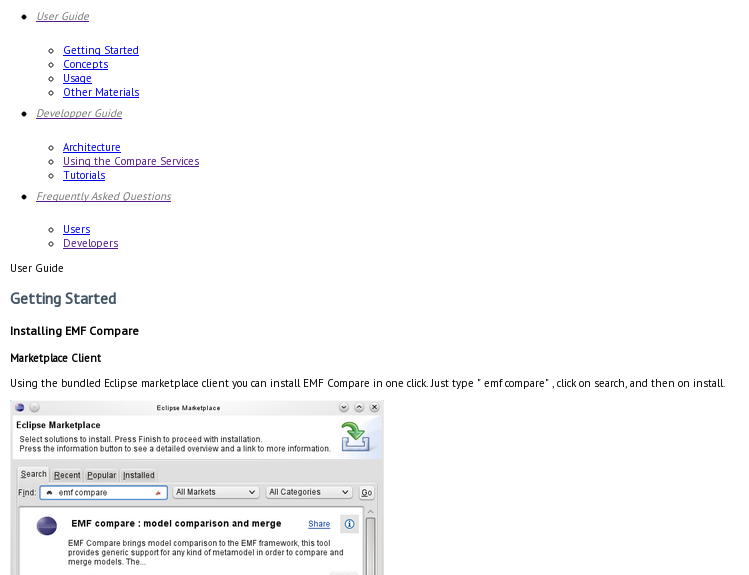 User Guide
Getting Started
Concepts
Usage
Other Materials
Developper Guide
Architecture
Using the Compare Services
Tutorials
Frequently Asked Questions
Users
Developers
User Guide
Getting Started
Installing EMF Compare
Marketplace Client
Using the bundled Eclipse marketplace client you can install EMF Compare in one click. Just type " emf compare" , click on search, and then on install.
Eclipse Marketplace
Eclipse Marketplace
Select solutions to install. Press Finish to proceed with installation.
Press the information button to see a detailed overview and a link to more information.
Search Recent Popular Installed
Find: emf compare All Markets All Categories Go
EMF compare : model comparison and merge Share
EMF Compare brings model comparison to the EMF framework, this tool
provides generic support for any kind of metamodel in order to compare and
merge models. The...